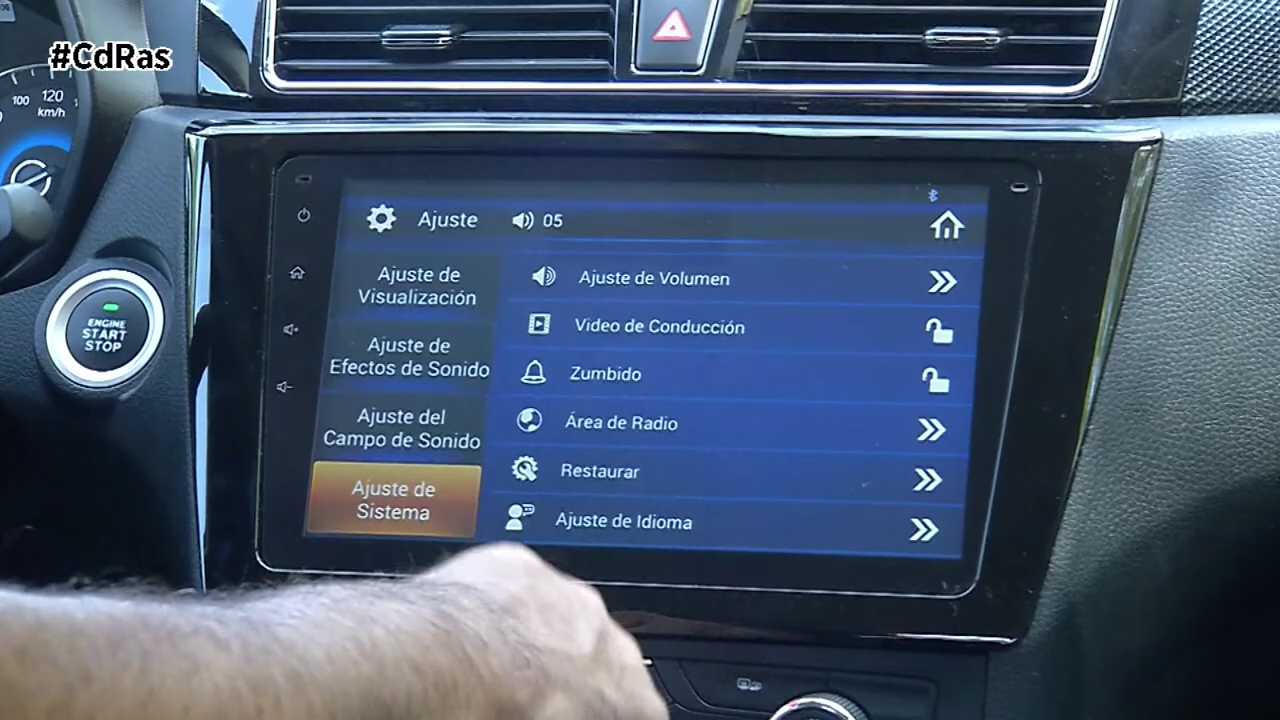 #CdRas
100 120
km/h
ENGINE
START
STOP
Ajuste 05
Ajuste de
Visualización
Ajuste de
Efectos de Sonido
Ajuste del
Campo de Sonido
Ajuste de
Sistema
Ajuste de Volumen
Video de Conducción
Zumbido
Área de Radio
Restaurar
Ajuste de Idioma